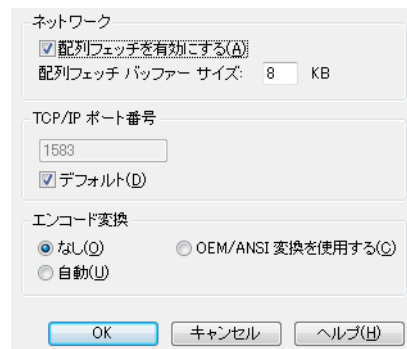 ネットワーク
配列フェッチを有効にする(A)
配列フェッチ バッファー サイズ: 8 KB
TCP/IP ポート番号
1583
デフォルト(D)
エンコード変換
なし(O) OEM/ANSI 変換を使用する(C)
自動(U)
OK キャンセル ヘルプ(H)